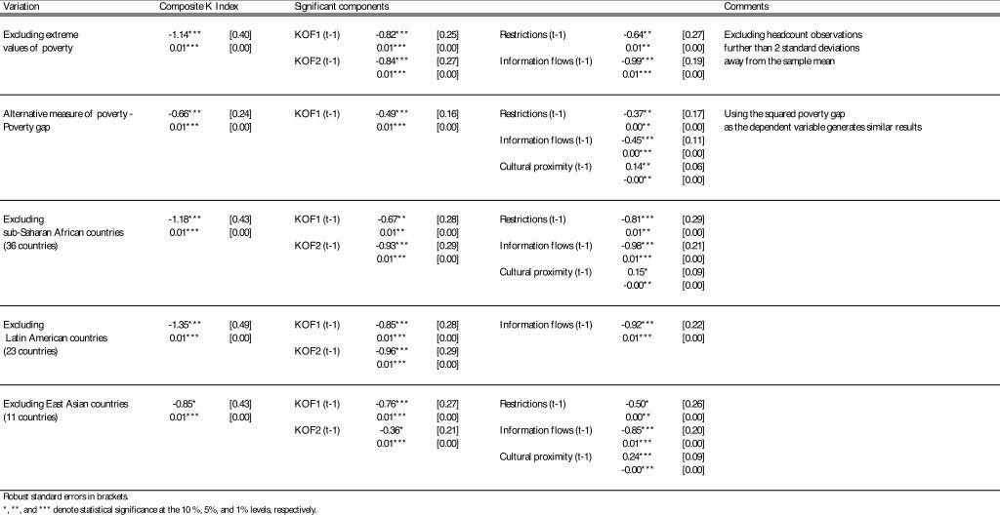 Variation Composite K Index Significant components Comments
Excluding extreme -1.14*** [0.40] KOF1 (t-1) -0.82*** [0.25] Restrictions (t-1) -0.64** [0.27] Excluding headcount observations
values of poverty 0.01*** [0.00] 0.01*** [0.00] 0.01** [0.00] further than 2 standard deviations
KOF2 (t-1) -0.84*** [0.27] Information flows (t-1) -0.99*** [0.19] away from the sample mean
0.01*** [0.00] 0.01*** [0.00]
Alternative measure of poverty - -0.66*** [0.24] KOF1 (t-1) -0.49*** [0.16] Restrictions (t-1) -0.37** [0.17] Using the squared poverty gap
Poverty gap 0.01*** [0.00] 0.01*** [0.00] 0.00** [0.00] as the dependent variable generates similar results
Information flows (t-1) -0.45*** [0.11]
0.00*** [0.00]
Cultural proximity (t-1) 0.14** [0.06]
-0.00** [0.00]
Excluding -1.18*** [0.43] KOF1 (t-1) -0.67** [0.28] Restrictions (t-1) -0.81*** [0.29]
sub-Saharan African countries 0.01*** [0.00] 0.01** [0.00] 0.01** [0.00]
(36 countries) KOF2 (t-1) -0.93*** [0.29] Information flows (t-1) -0.98*** [0.21]
0.01*** [0.00] 0.01*** [0.00]
Cultural proximity (t-1) 0.15* [0.09]
-0.00** [0.00]
Excluding -1.35*** [0.49] KOF1 (t-1) -0.85*** [0.28] Information flows (t-1) -0.92*** [0.22]
Latin American countries 0.01*** [0.00] 0.01*** [0.00] 0.01*** [0.00]
(23 countries) KOF2 (t-1) -0.96*** [0.29]
0.01*** [0.00]
Excluding East Asian countries -0.85* [0.43] KOF1 (t-1) -0.76*** [0.27] Restrictions (t-1) -0.50* [0.26]
(11 countries) 0.01*** [0.00] 0.01*** [0.00] 0.00** [0.00]
KOF2 (t-1) -0.36* [0.21] Information flows (t-1) -0.85*** [0.20]
0.01*** [0.00] 0.01*** [0.00]
Cultural proximity (t-1) 0.24*** [0.09]
-0.00*** [0.00]
Robust standard errors in brackets.
*, **, and *** denote statistical significance at the 10 %, 5%, and 1% levels, respectively.